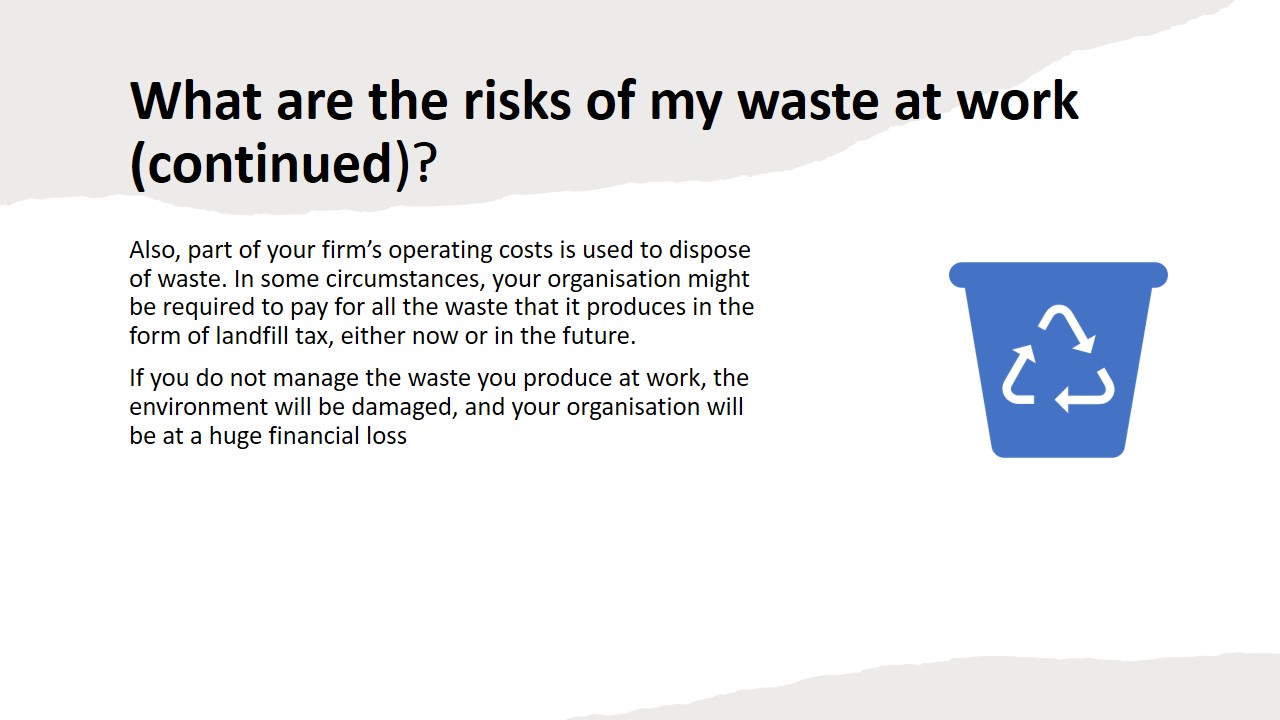 What are the risks of my waste at work
(continued)?
Also, part of your firm’s operating costs is used to dispose
of waste. In some circumstances, your organisation might
be required to pay for all the waste that it produces in the
form of landfill tax, either now or in the future.
If you do not manage the waste you produce at work, the
environment will be damaged, and your organisation will
be at a huge financial loss